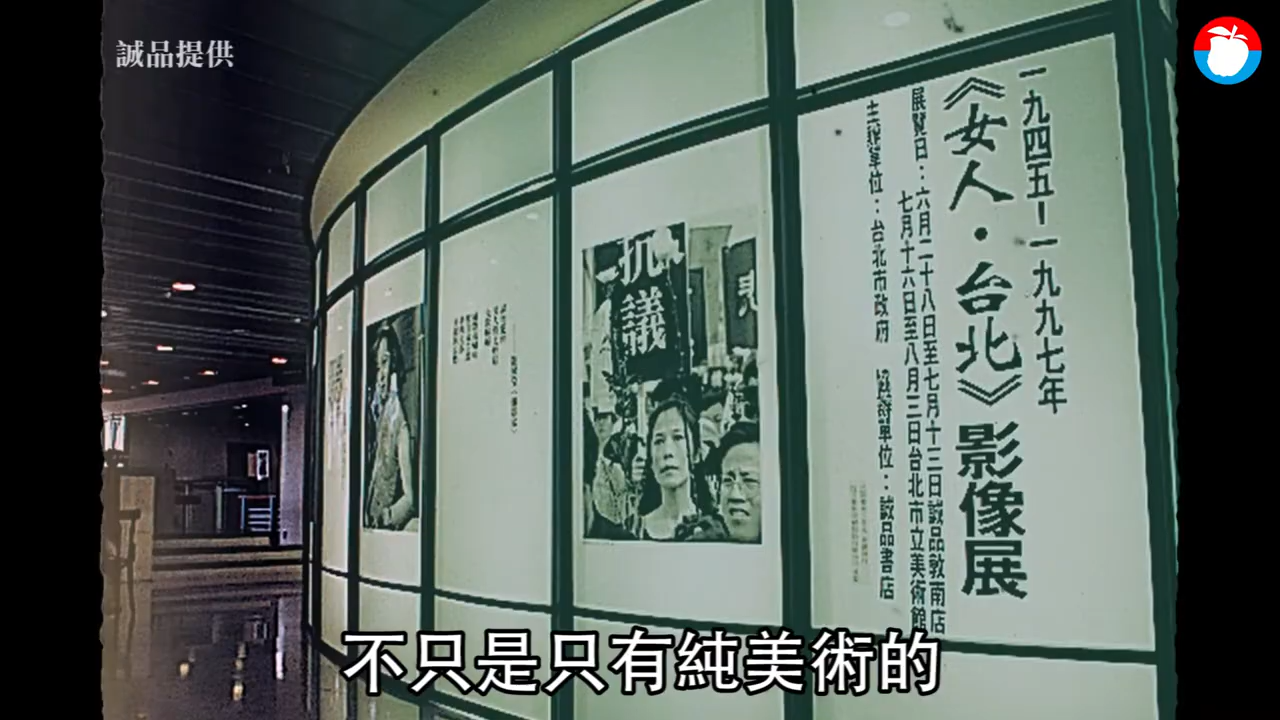 誠品提供
一九四五-一九九七年
《女人・台北》影像展
展覽日：六月二十八日至七月十三日誠品敦南店
七月十六日至八月三日台北市立美術館
主辦單位：台北市政府 協辦單位：誠品書店
抗議
不只是只有純美術的